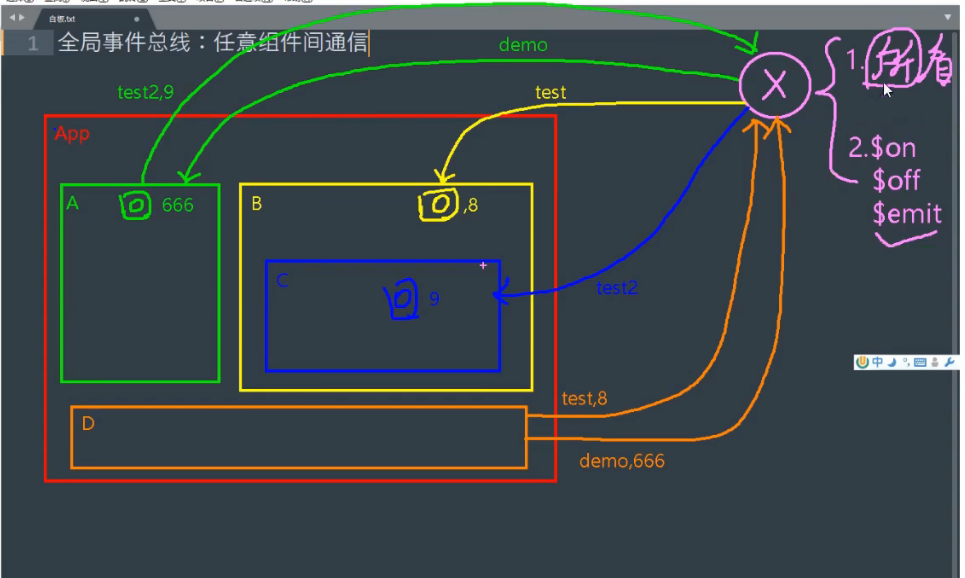 白板.txt
1 全局事件总线：任意组件间通信
demo
test2,9
test
1.所有
X
App
2.$on
$off
$emit
A 666
B ,8
C 9
test2
中
test,8
D
demo,666